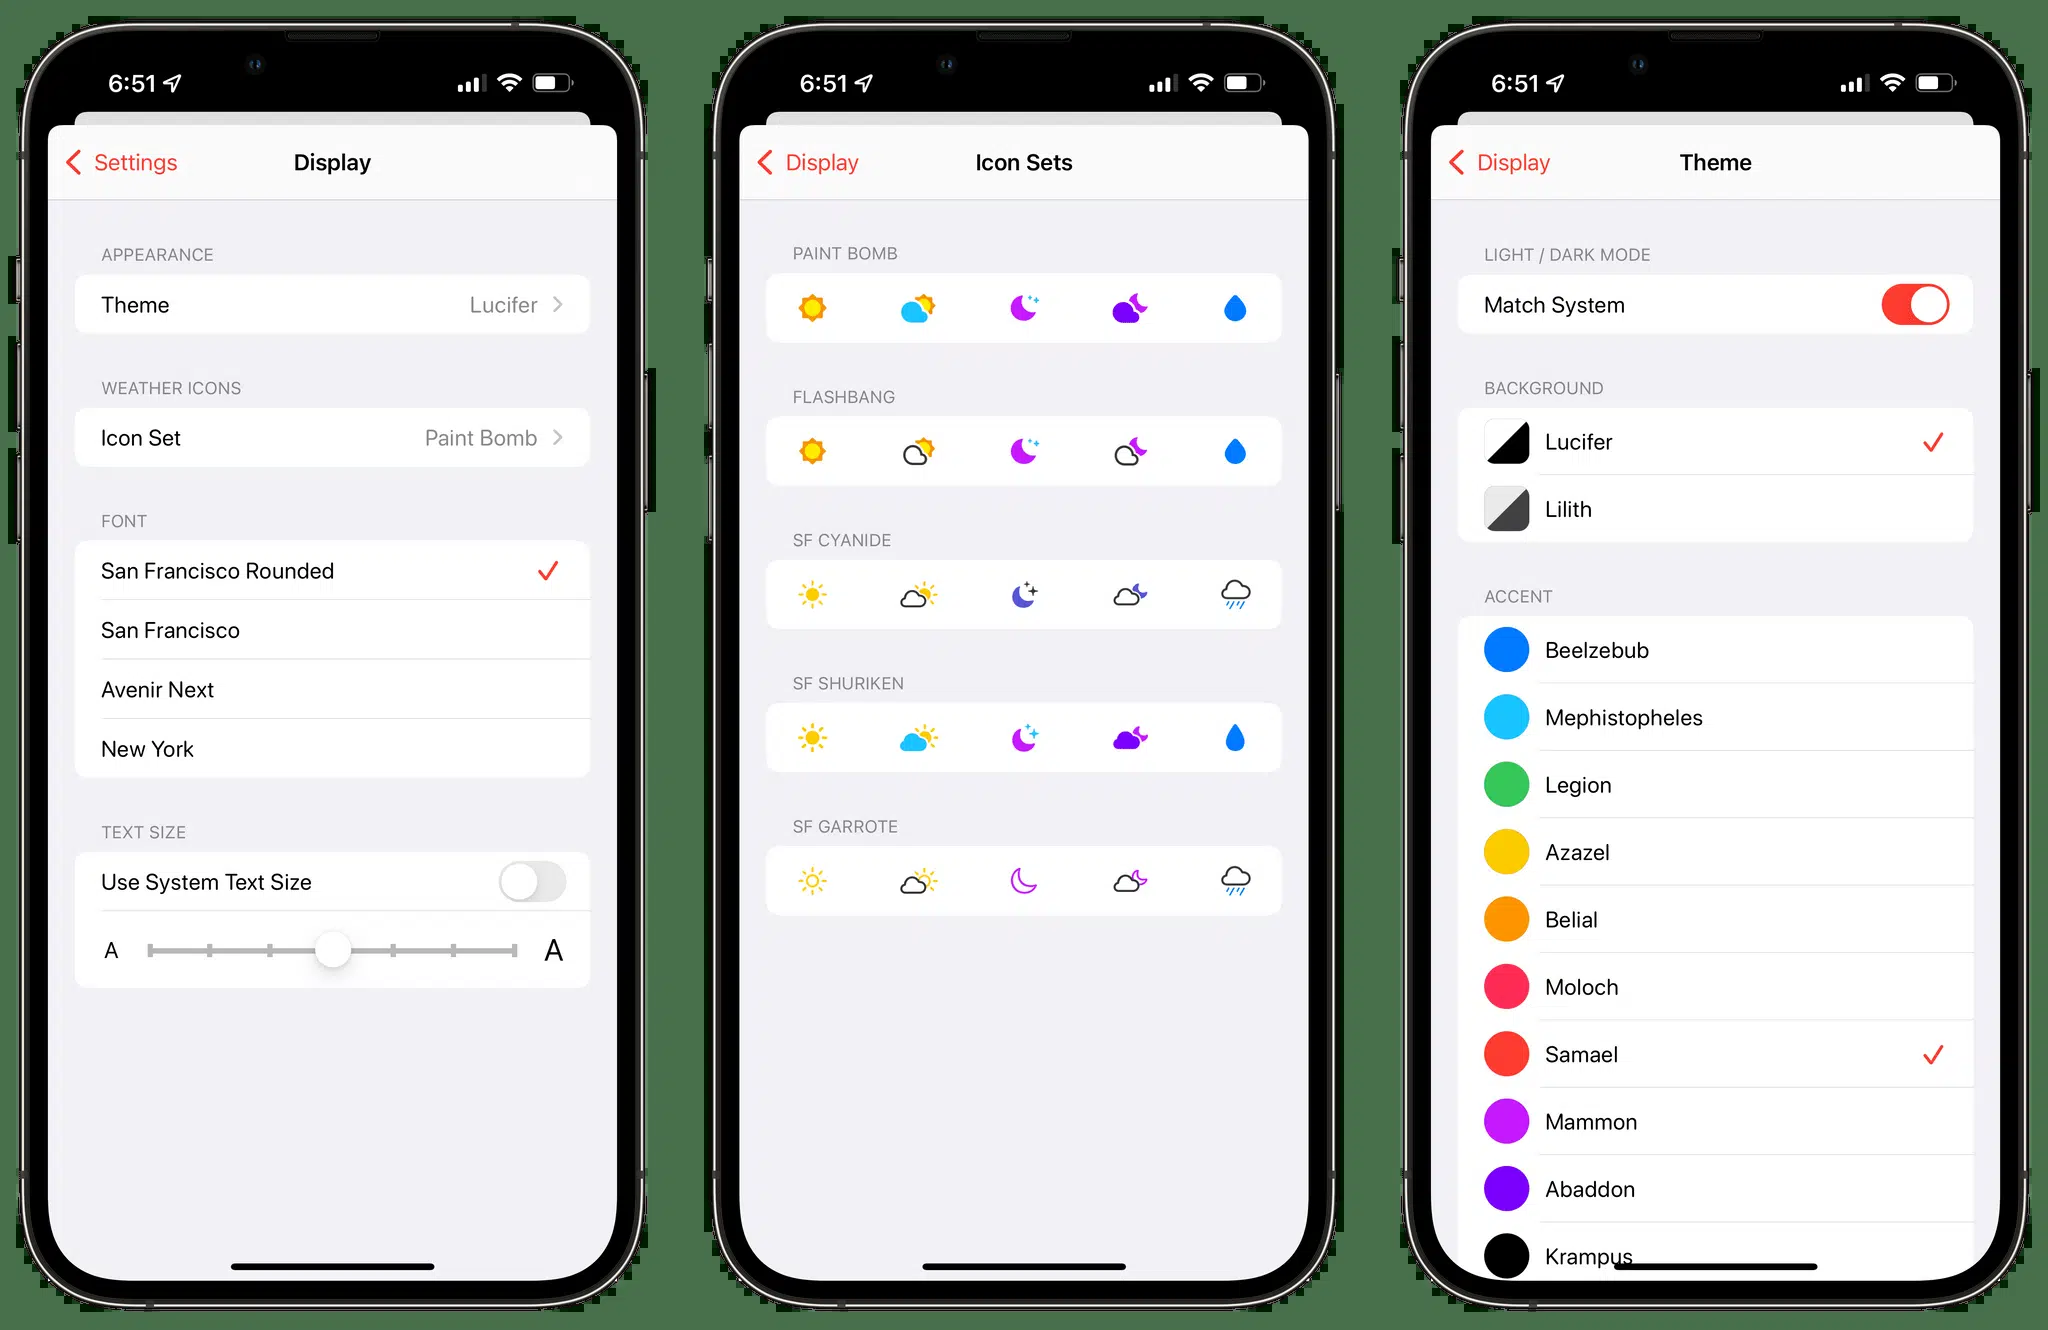 6:51
Settings
Display
APPEARANCE
Theme
Lucifer
WEATHER ICONS
Icon Set
Paint Bomb
FONT
San Francisco Rounded
San Francisco
Avenir Next
New York
TEXT SIZE
Use System Text Size
A
A
6:51
Display
Icon Sets
PAINT BOMB
FLASHBANG
SF CYANIDE
SF SHURIKEN
SF GARROTE
6:51
Display
Theme
LIGHT / DARK MODE
Match System
BACKGROUND
Lucifer
Lilith
ACCENT
Beelzebub
Mephistopheles
Legion
Azazel
Belial
Moloch
Samael
Mammon
Abaddon
Krampus